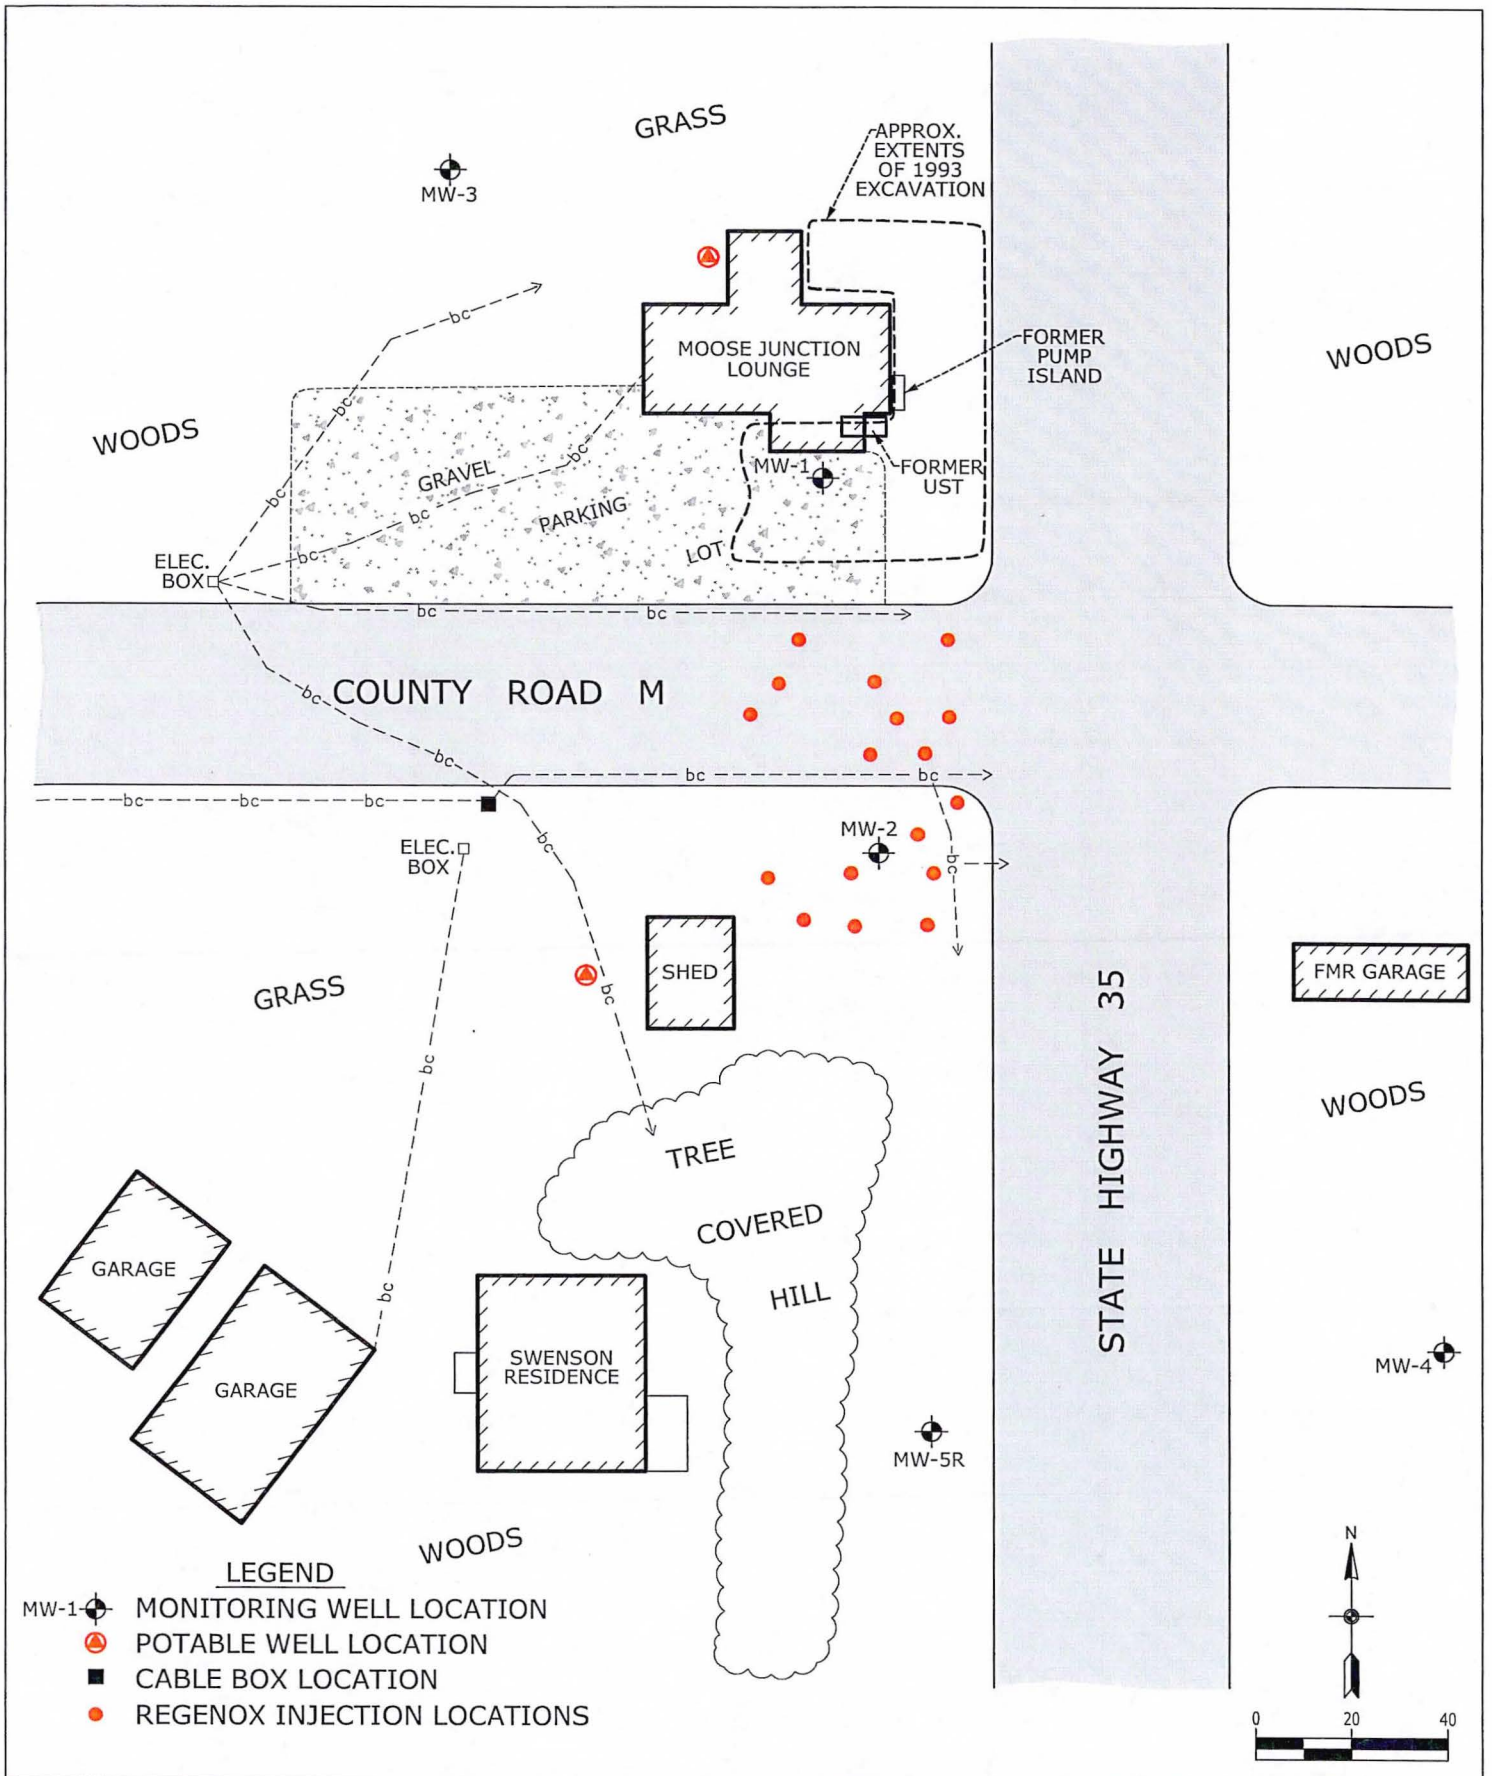 GRASS
APPROX.
EXTENTS
OF 1993
EXCAVATION
MW-3
bc
MOOSE JUNCTION
LOUNGE
FORMER
PUMP
ISLAND
WOODS
bc
WOODS
bc
MW-1
FORMER
UST
GRAVEL
bc
bc
PARKING
LOT
bc
ELEC.
BOX
bc
bc
bc
COUNTY ROAD M
bc
bc
bc
bc
bc
bc
bc
MW-2
ELEC.
BOX
bc
bc
GRASS
SHED
bc
FMR GARAGE
bc
WOODS
TREE
COVERED
HILL
STATE HIGHWAY 35
GARAGE
bc
GARAGE
SWENSON
RESIDENCE
MW-4
MW-5R
WOODS
N
LEGEND
MW-1 MONITORING WELL LOCATION
POTABLE WELL LOCATION
CABLE BOX LOCATION
REGENOX INJECTION LOCATIONS
0 20 40